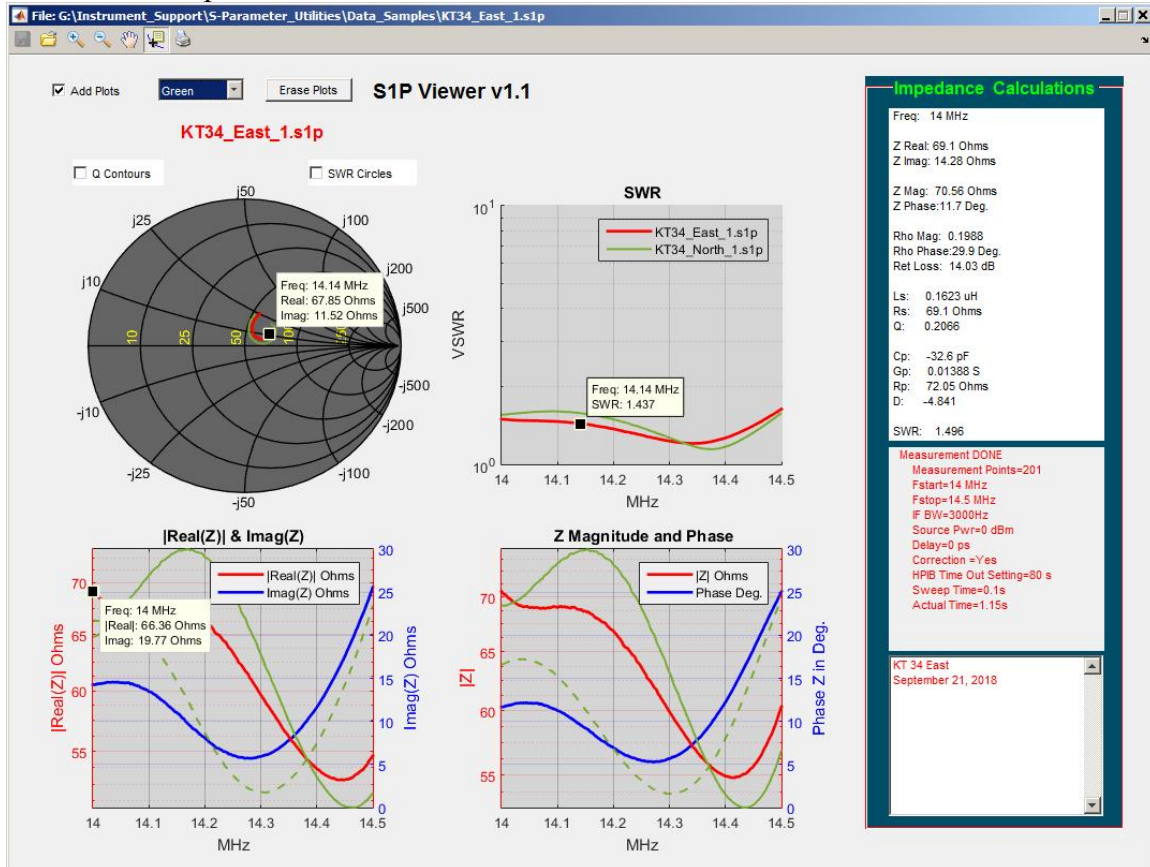 File: G:\Instrument_Support\S-Parameter_Utilities\Data_Samples\KT34_East_1.s1p
Add Plots
Green
Erase Plots
S1P Viewer v1.1
KT34_East_1.s1p
Q Contours
SWR Circles
j50
j25
j100
j10
j200
j500
10
25
50
100
-j500
-j10
-j200
-j25
-j100
-j50
Freq: 14.14 MHz
Real: 67.85 Ohms
Imag: 11.52 Ohms
SWR
10^1
10^0
VSWR
KT34_East_1.s1p
KT34_North_1.s1p
Freq: 14.14 MHz
SWR: 1.437
14 14.1 14.2 14.3 14.4 14.5
MHz
|Real(Z)| & Imag(Z)
|Real(Z)| Ohms
Imag(Z) Ohms
Freq: 14 MHz
|Real|: 66.36 Ohms
Imag: 19.77 Ohms
70
65
60
55
|Real(Z)| Ohms
30
25
20
15
10
5
0
Imag(Z) Ohms
14 14.1 14.2 14.3 14.4 14.5
MHz
Z Magnitude and Phase
|Z| Ohms
Phase Deg.
70
65
60
55
|Z|
30
25
20
15
10
5
0
Phase Z in Deg.
14 14.1 14.2 14.3 14.4 14.5
MHz
Impedance Calculations
Freq: 14 MHz
Z Real: 69.1 Ohms
Z Imag: 14.28 Ohms
Z Mag: 70.56 Ohms
Z Phase:11.7 Deg.
Rho Mag: 0.1988
Rho Phase:29.9 Deg.
Ret Loss: 14.03 dB
Ls: 0.1623 uH
Rs: 69.1 Ohms
Q: 0.2066
Cp: -32.6 pF
Gp: 0.01388 S
Rp: 72.05 Ohms
D: -4.841
SWR: 1.496
Measurement DONE
Measurement Points=201
Fstart=14 MHz
Fstop=14.5 MHz
IF BW=3000Hz
Source Pwr=0 dBm
Delay=0 ps
Correction =Yes
HPIB Time Out Setting=80 s
Sweep Time=0.1s
Actual Time=1.15s
KT 34 East
September 21, 2018